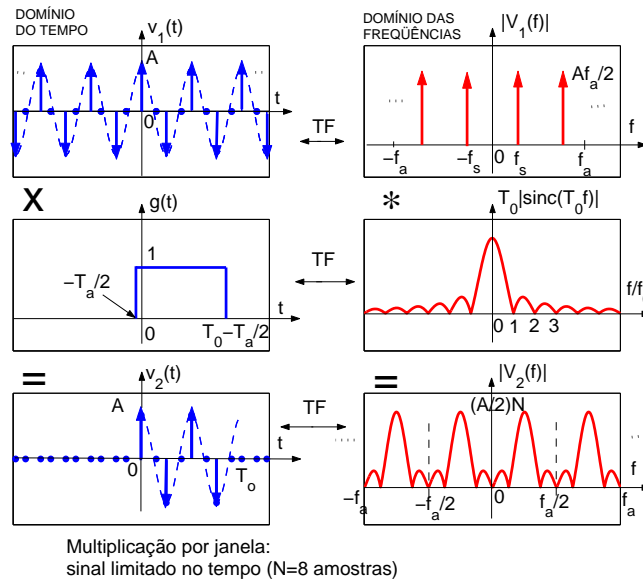 DOMÍNIO
DO TEMPO
v1(t)
A
t
0
TF
DOMÍNIO DAS
FREQÜÊNCIAS
|V1(f)|
Afa/2
...
...
−fa
−fs
0
fs
fa
f
X
g(t)
1
−Ta/2
0
T0−Ta/2
t
TF
*
T0|sinc(T0f)|
0 1 2 3
=
v2(t)
A
0
To
t
TF
=
|V2(f)|
(A/2)N
−fa
−fa/2
0
fa/2
fa
f
Multiplicação por janela:
sinal limitado no tempo (N=8 amostras)